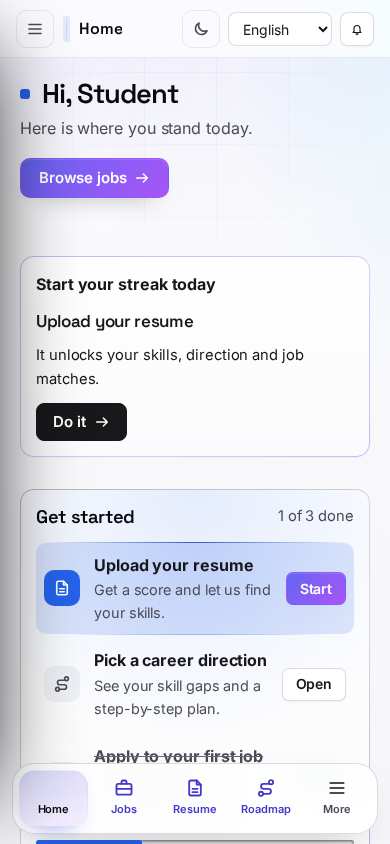 Home
English
Hi, Student
Here is where you stand today.
Browse jobs →
Start your streak today
Upload your resume
It unlocks your skills, direction and job
matches.
Do it →
Get started
1 of 3 done
Upload your resume
Get a score and let us find
your skills.
Start
Pick a career direction
See your skill gaps and a
step-by-step plan.
Open
Apply to your first job
Home
Jobs
Resume
Roadmap
More